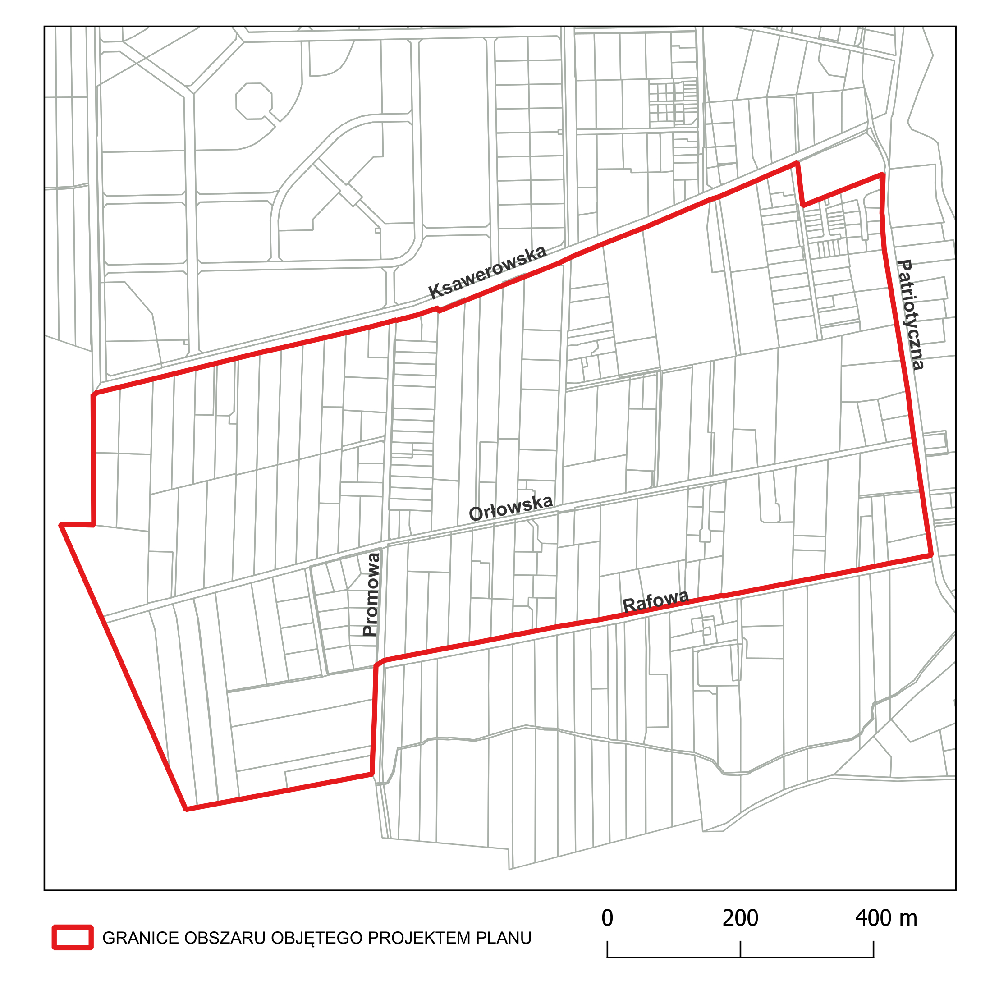 Ksawerowska
Patriotyczna
Orłowska
Promowa
Rafowa
0 200 400 m
GRANICE OBSZARU OBJĘTEGO PROJEKTEM PLANU